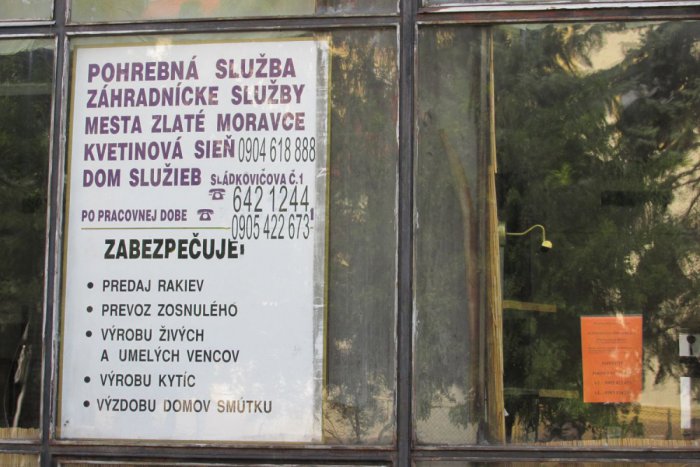 POHREBNÁ SLUŽBA
ZÁHRADNÍCKE SLUŽBY
MESTA ZLATÉ MORAVCE
KVETINOVÁ SIEŇ 0904 618 888
DOM SLUŽIEB SLÁDKOVIČOVA Č.1
☎ 642 1244
PO PRACOVNEJ DOBE ☎ 0905 422 673
ZABEZPEČUJE:
• PREDAJ RAKIEV
• PREVOZ ZOSNULÉHO
• VÝROBU ŽIVÝCH
A UMELÝCH VENCOV
• VÝROBU KYTÍC
• VÝZDOBU DOMOV SMÚTKU